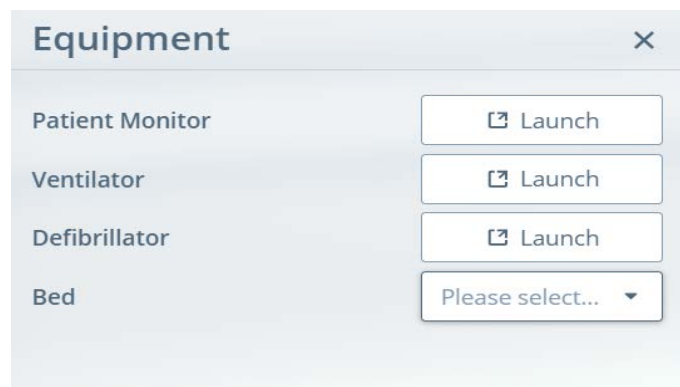 Equipment
Patient Monitor Launch
Ventilator Launch
Defibrillator Launch
Bed Please select...